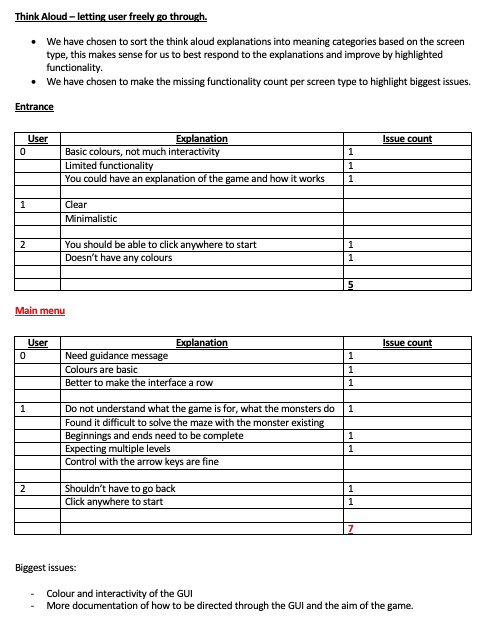 Think Aloud – letting user freely go through.
• We have chosen to sort the think aloud explanations into meaning categories based on the screen
type, this makes sense for us to best respond to the explanations and improve by highlighted
functionality.
• We have chosen to make the missing functionality count per screen type to highlight biggest issues.
Entrance
User Explanation Issue count
0 Basic colours, not much interactivity 1
Limited functionality 1
You could have an explanation of the game and how it works 1
1 Clear
Minimalistic
2 You should be able to click anywhere to start 1
Doesn't have any colours 1
5
Main menu
User Explanation Issue count
0 Need guidance message 1
Colours are basic 1
Better to make the interface a row 1
1 Do not understand what the game is for, what the monsters do 1
Found it difficult to solve the maze with the monster existing
Beginnings and ends need to be complete 1
Expecting multiple levels 1
Control with the arrow keys are fine
2 Shouldn't have to go back 1
Click anywhere to start 1
7
Biggest issues:
- Colour and interactivity of the GUI
- More documentation of how to be directed through the GUI and the aim of the game.